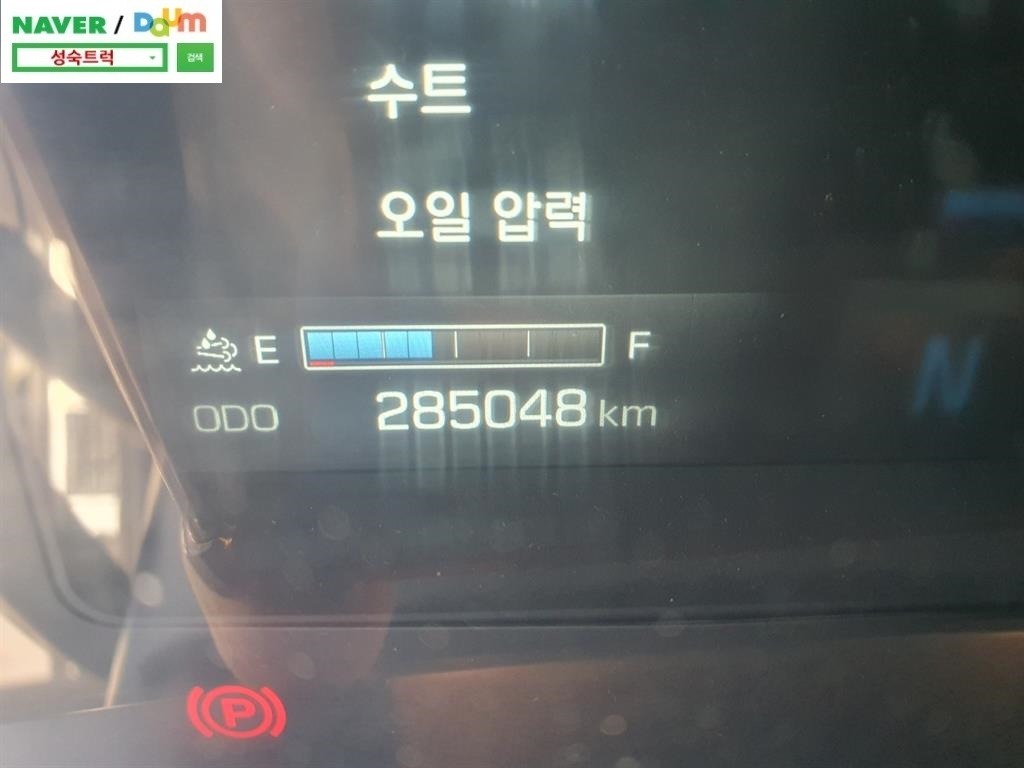 NAVER / Daum
성숙트럭 검색
수트
오일 압력
E F
N
ODO 285048 km
P